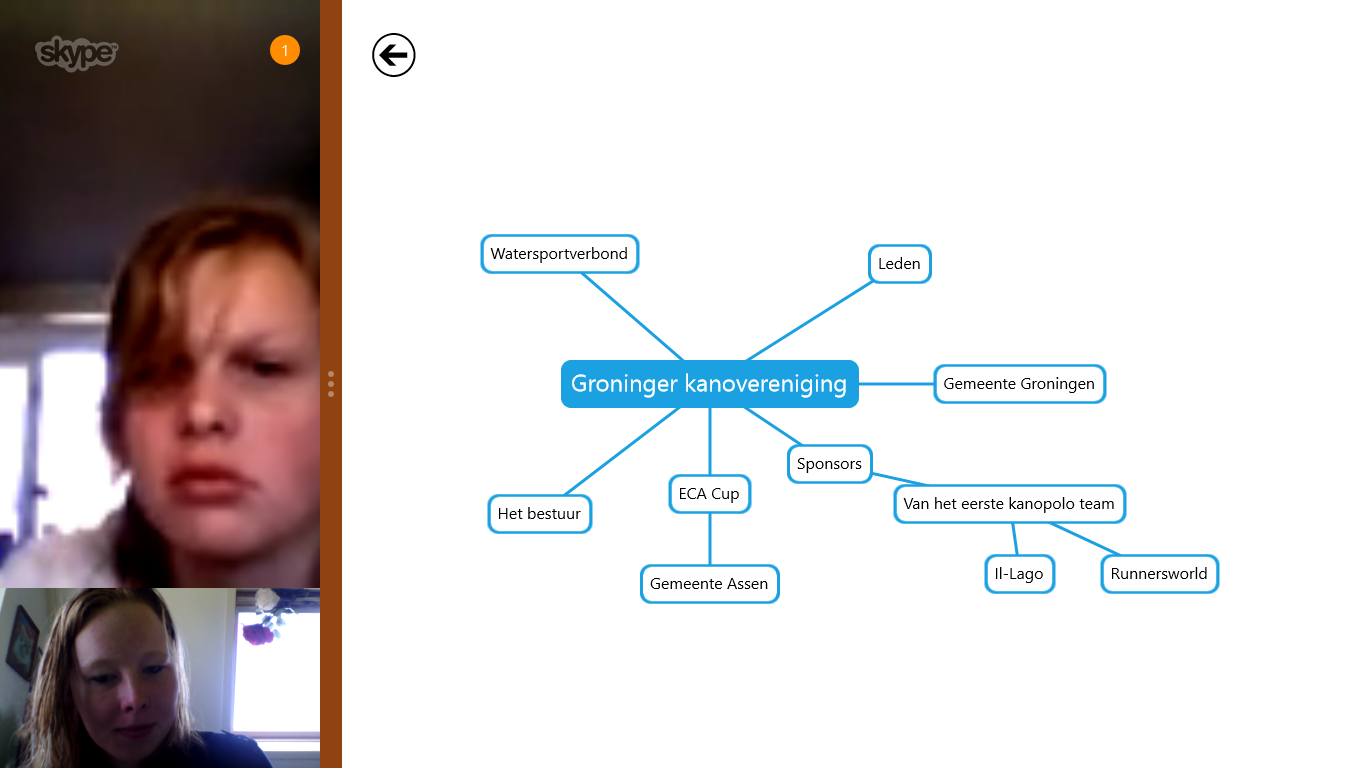 skype
1
Watersportverbond
Leden
Groninger kanovereniging
Gemeente Groningen
Sponsors
ECA Cup
Van het eerste kanopolo team
Het bestuur
Il-Lago
Runnersworld
Gemeente Assen